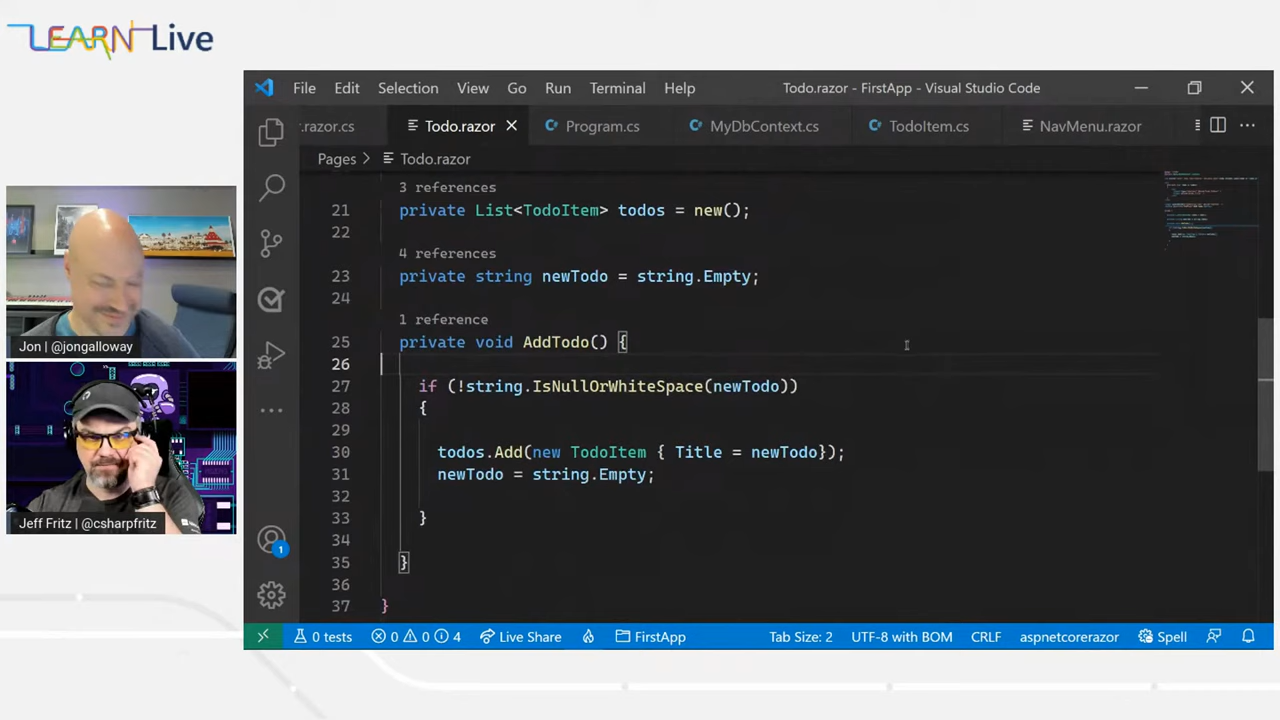 LEARN Live
File Edit Selection View Go Run Terminal Help Todo.razor - FirstApp - Visual Studio Code
r.razor.cs Todo.razor Program.cs MyDbContext.cs TodoItem.cs NavMenu.razor
Pages > Todo.razor
3 references
21 private List<TodoItem> todos = new();
22
4 references
23 private string newTodo = string.Empty;
24
1 reference
25 private void AddTodo() {
26
27 if (!string.IsNullOrWhiteSpace(newTodo))
28 {
29
30 todos.Add(new TodoItem { Title = newTodo});
31 newTodo = string.Empty;
32
33 }
34
35 }
36
37 }
Jon | @jongalloway
Jeff Fritz | @csharpfritz
1
0 tests 0 0 4 Live Share FirstApp Tab Size: 2 UTF-8 with BOM CRLF aspnetcorerazor Spell